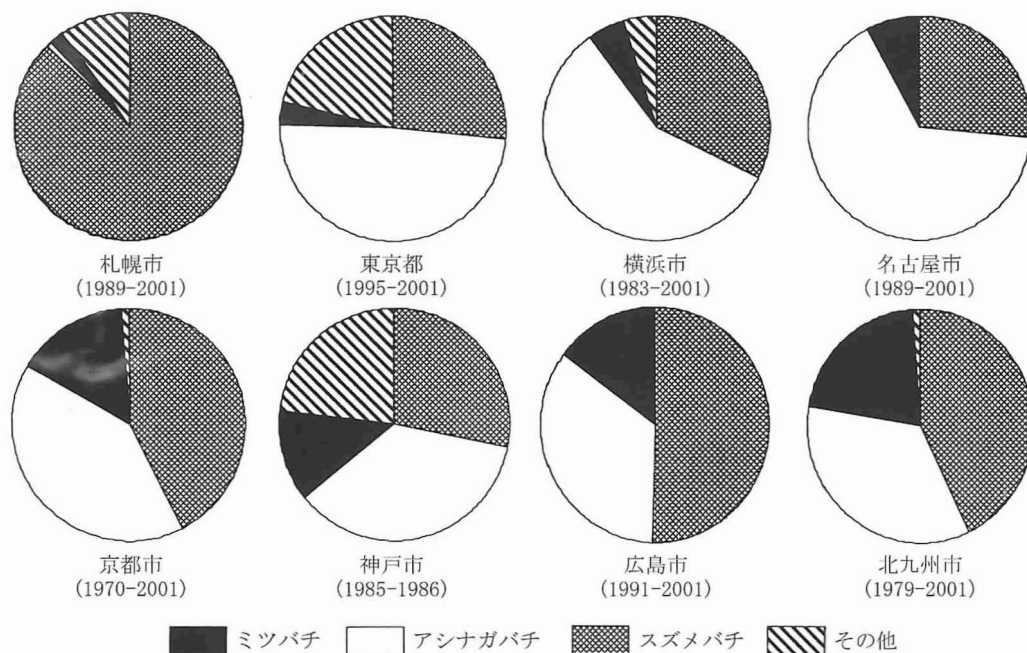 札幌市 東京都 横浜市 名古屋市
(1989-2001) (1995-2001) (1983-2001) (1989-2001)
京都市 神戸市 広島市 北九州市
(1970-2001) (1985-1986) (1991-2001) (1979-2001)
ミツバチ アシナガバチ スズメバチ その他